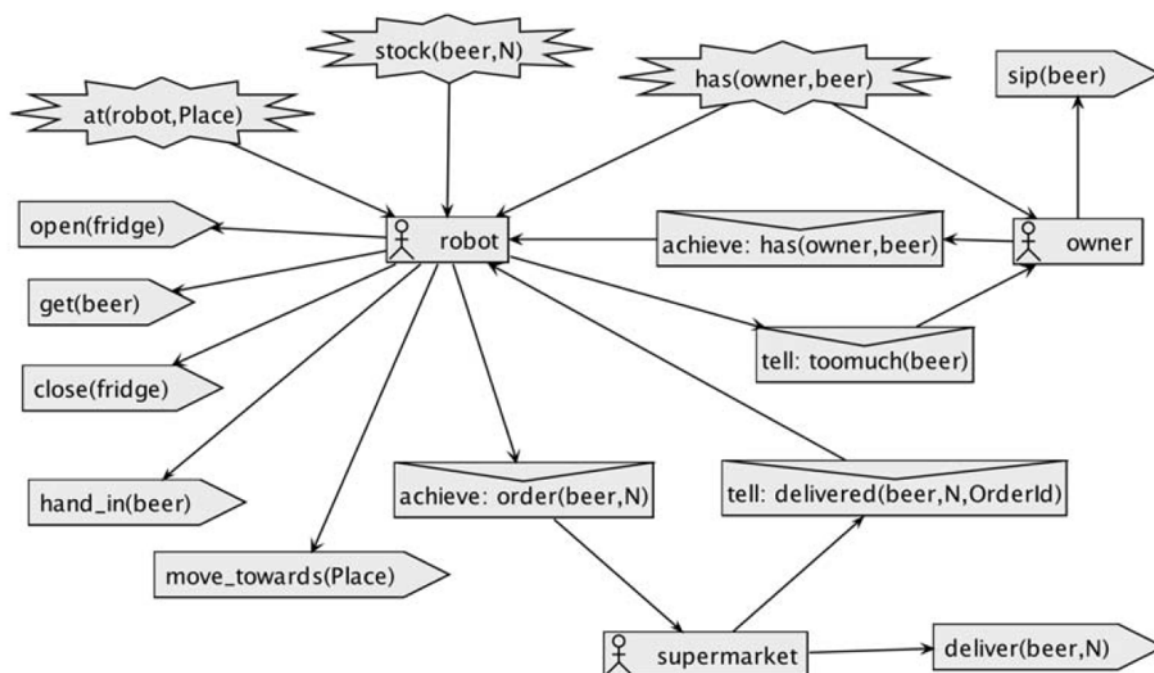 stock(beer,N)
has(owner,beer)
sip(beer)
at(robot,Place)
open(fridge)
robot
achieve: has(owner,beer)
owner
get(beer)
tell: toomuch(beer)
close(fridge)
hand_in(beer)
achieve: order(beer,N)
tell: delivered(beer,N,OrderId)
move_towards(Place)
supermarket
deliver(beer,N)